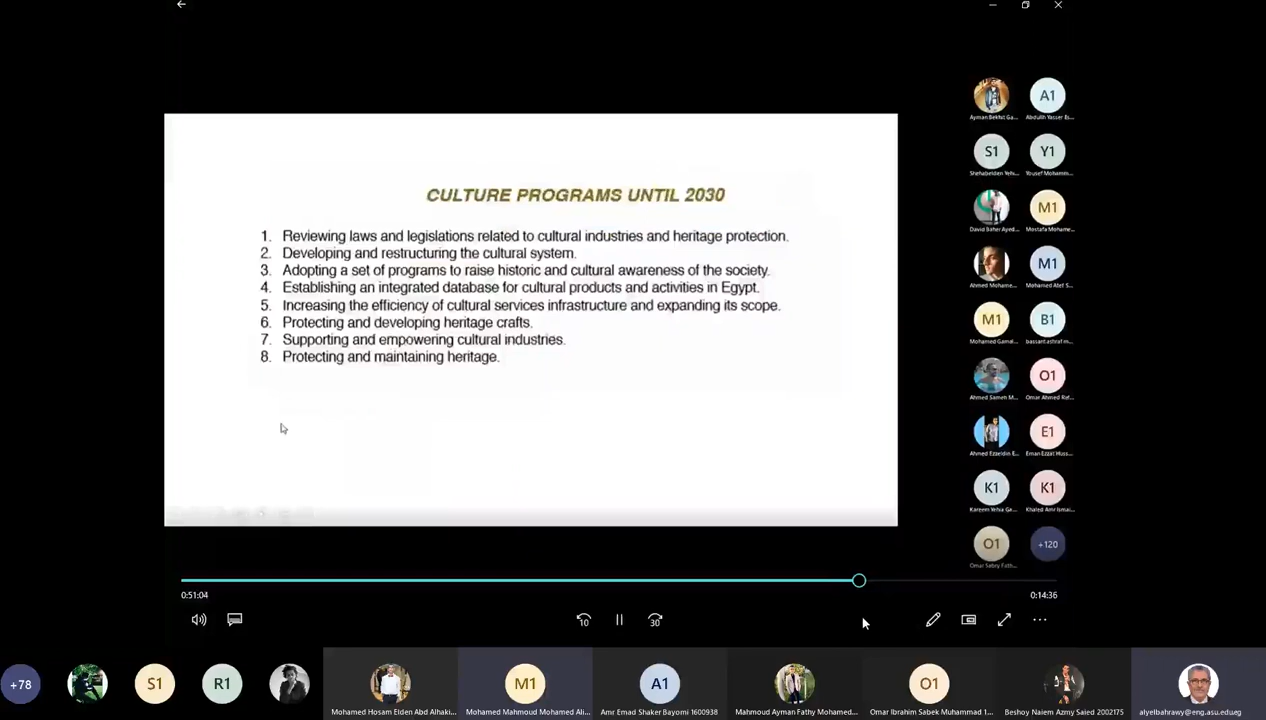 CULTURE PROGRAMS UNTIL 2030
1. Reviewing laws and legislations related to cultural industries and heritage protection.
2. Developing and restructuring the cultural system.
3. Adopting a set of programs to raise historic and cultural awareness of the society.
4. Establishing an integrated database for cultural products and activities in Egypt.
5. Increasing the efficiency of cultural services infrastructure and expanding its scope.
6. Protecting and developing heritage crafts.
7. Supporting and empowering cultural industries.
8. Protecting and maintaining heritage.
A1
Ayman Bekhit Ga...
Abdullh Yasser Es...
S1
Y1
Shehabelden Yehi...
Yousef Mohamm...
M1
David Baher Ayed...
Mostafa Mohame...
M1
Ahmed Mohame...
Mohamed Atef S...
M1
B1
Mohamed Gamal...
bassant.ashraf m...
O1
Ahmed Sameh M...
Omar Ahmed Ref...
E1
Ahmed Ezzeldin E...
Eman Ezzat Huss...
K1
K1
Kareem Yehia Ga...
Khaled Amr Ismai...
O1
+120
Omar Sabry Fath...
0:51:04
0:14:36
10
30
+78
S1
R1
M1
A1
O1
Mohamed Hosam Elden Abd Alhaki...
Mohamed Mahmoud Mohamed Ali...
Amr Emad Shaker Bayomi 1600938
Mahmoud Ayman Fathy Mohamed...
Omar Ibrahim Sabek Muhammad 1...
Beshoy Naiem Azmy Saied 2002175
alyelbahrawy@eng.asu.edu.eg